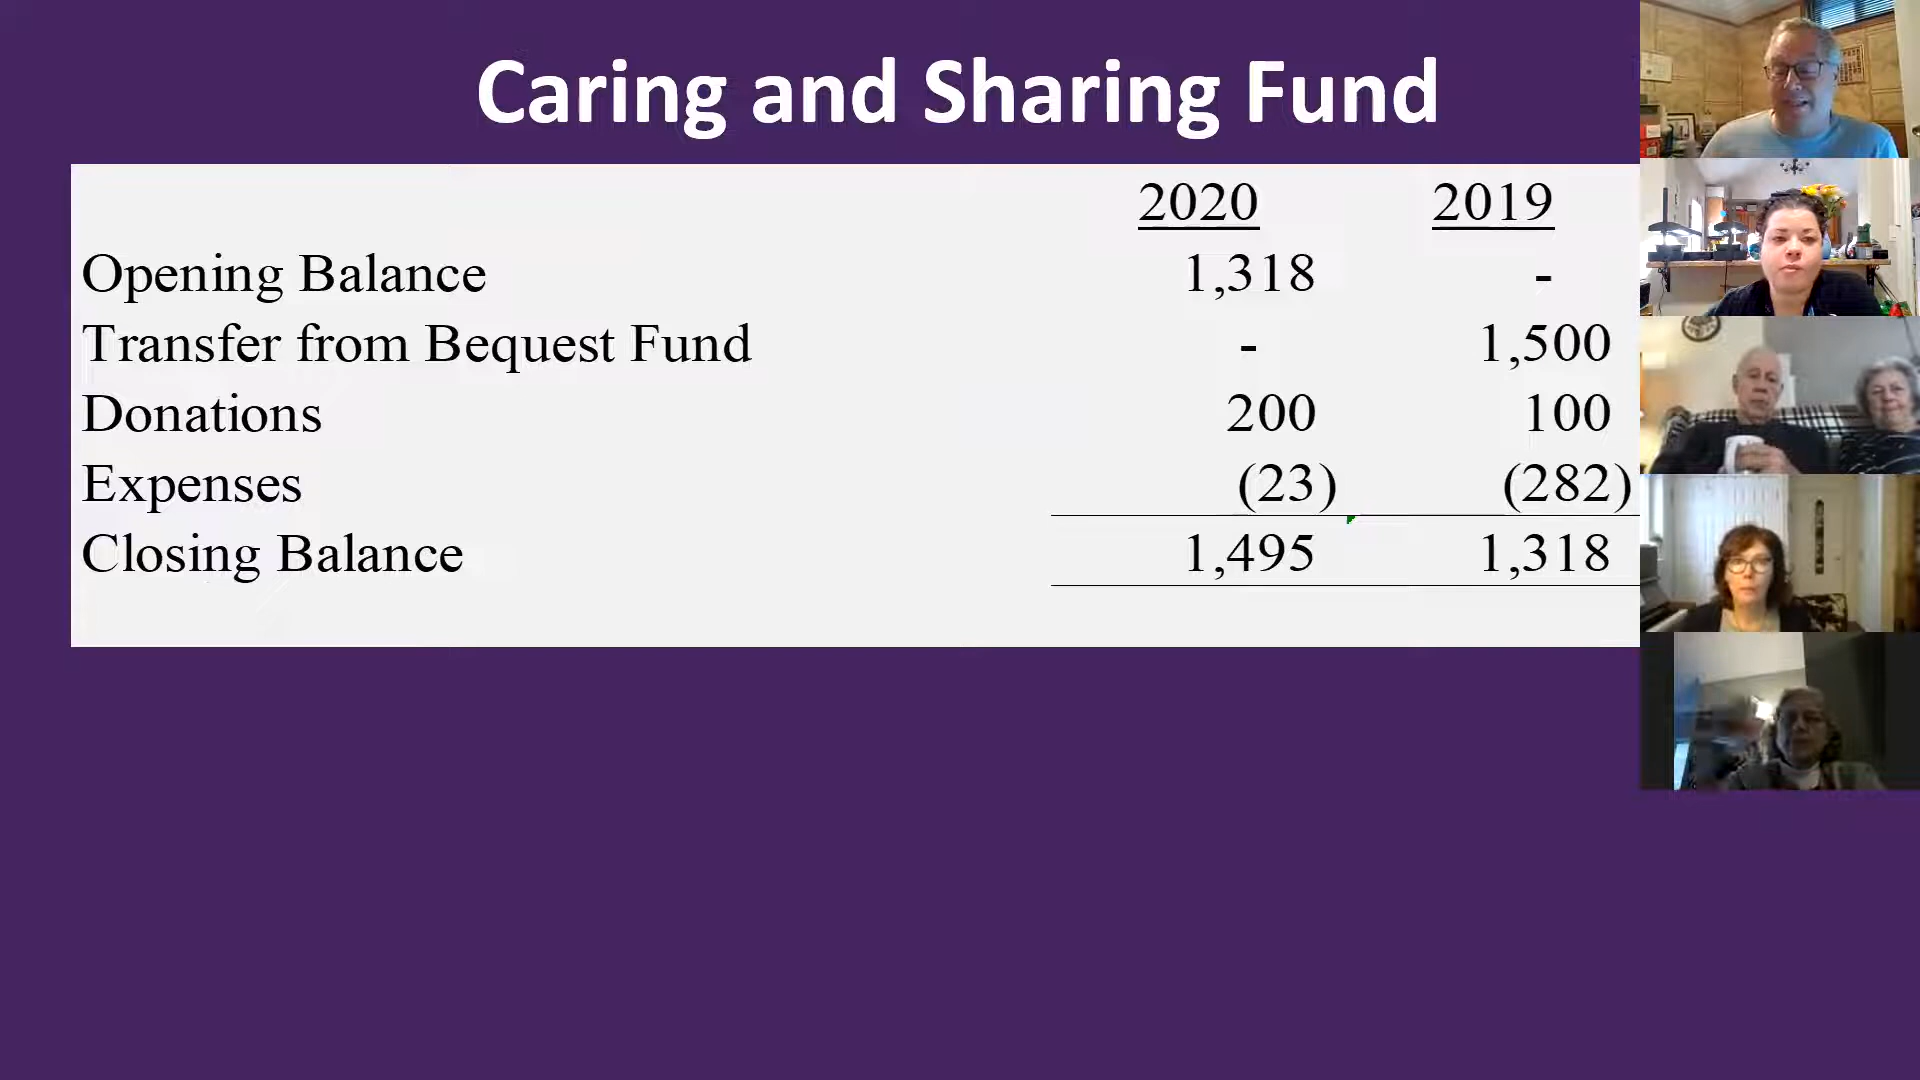 Caring and Sharing Fund
2020 2019
Opening Balance 1,318 -
Transfer from Bequest Fund - 1,500
Donations 200 100
Expenses (23) (282)
Closing Balance 1,495 1,318